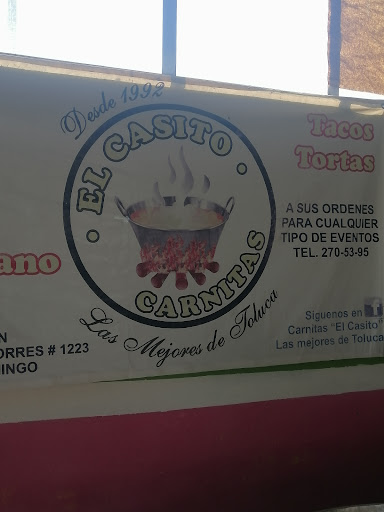 Desde 1992
EL CASITO
CARNITAS
Las Mejores de Toluca
Tacos
Tortas
A SUS ORDENES
PARA CUALQUIER
TIPO DE EVENTOS
TEL. 270-53-95
Siguenos en f
Carnitas "El Casito"
Las mejores de Toluca
ano
N
ORRES # 1223
INGO